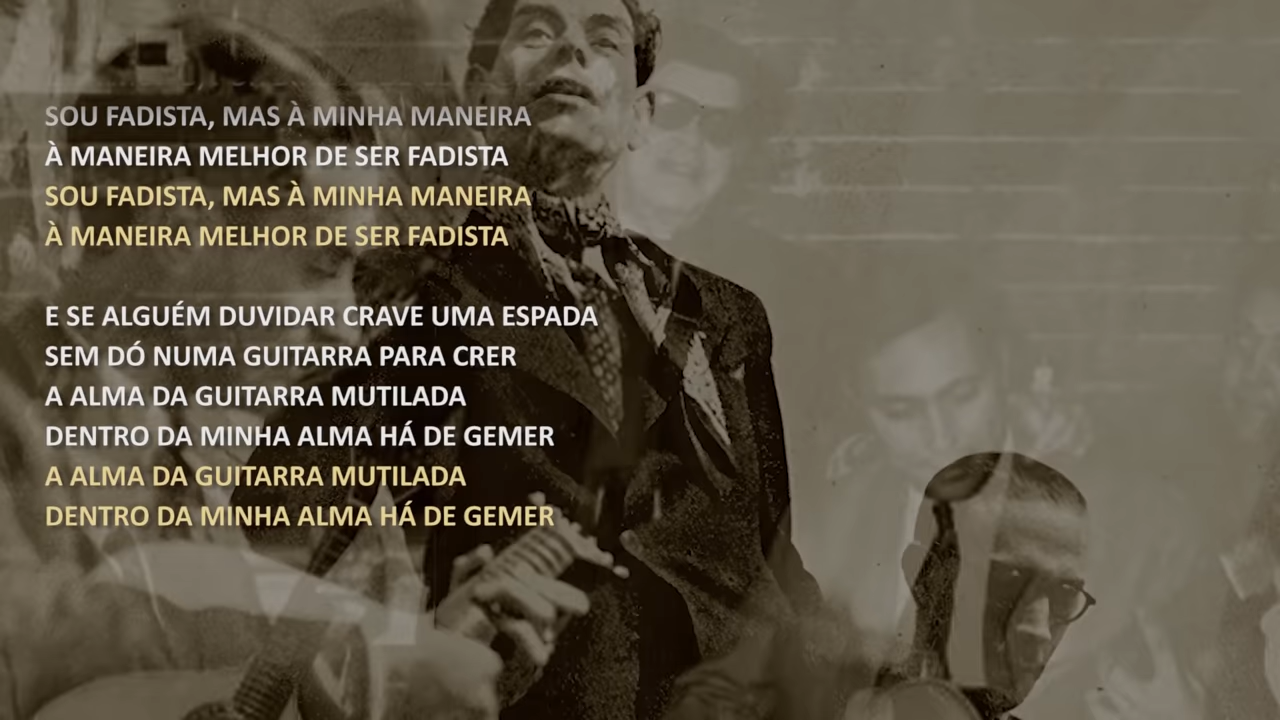 SOU FADISTA, MAS À MINHA MANEIRA
À MANEIRA MELHOR DE SER FADISTA
SOU FADISTA, MAS À MINHA MANEIRA
À MANEIRA MELHOR DE SER FADISTA
E SE ALGUÉM DUVIDAR CRAVE UMA ESPADA
SEM DÓ NUMA GUITARRA PARA CRER
A ALMA DA GUITARRA MUTILADA
DENTRO DA MINHA ALMA HÁ DE GEMER
A ALMA DA GUITARRA MUTILADA
DENTRO DA MINHA ALMA HÁ DE GEMER